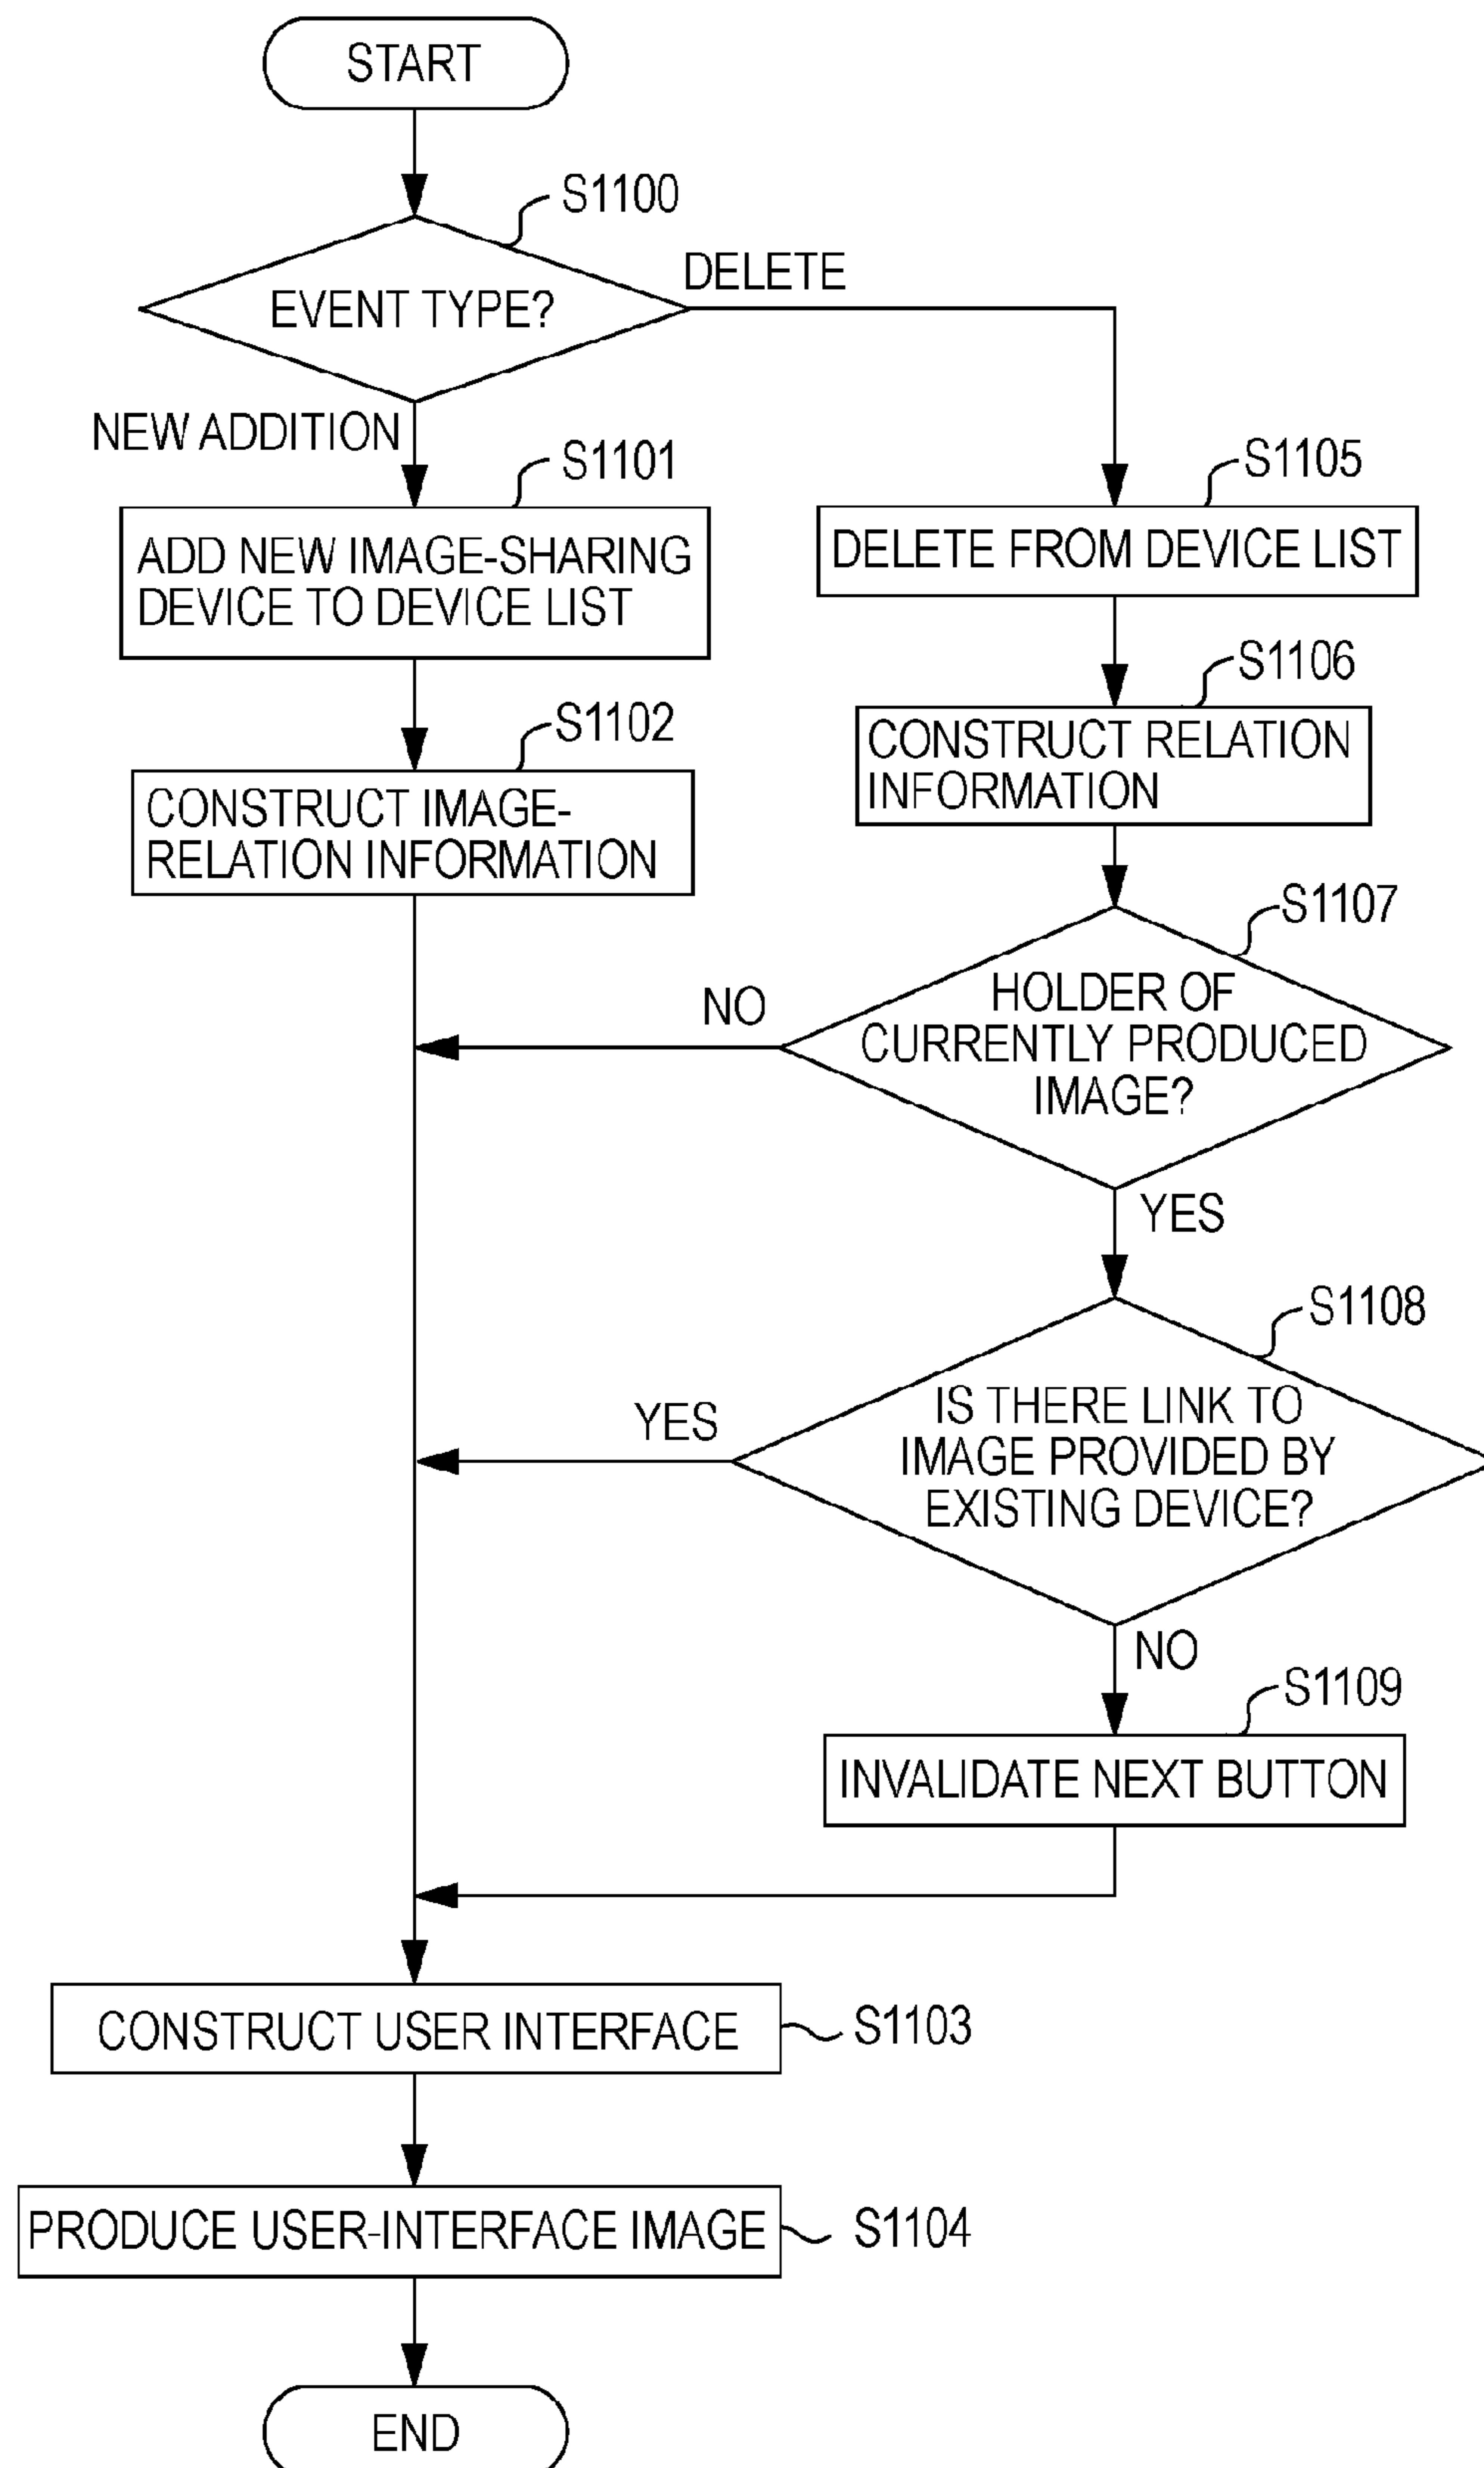 START
S1100
EVENT TYPE?
DELETE
NEW ADDITION
S1101
ADD NEW IMAGE-SHARING
DEVICE TO DEVICE LIST
S1102
CONSTRUCT IMAGE-
RELATION INFORMATION
S1105
DELETE FROM DEVICE LIST
S1106
CONSTRUCT RELATION
INFORMATION
S1107
HOLDER OF
CURRENTLY PRODUCED
IMAGE?
NO
YES
S1108
IS THERE LINK TO
IMAGE PROVIDED BY
EXISTING DEVICE?
YES
NO
S1109
INVALIDATE NEXT BUTTON
CONSTRUCT USER INTERFACE
S1103
PRODUCE USER-INTERFACE IMAGE
S1104
END